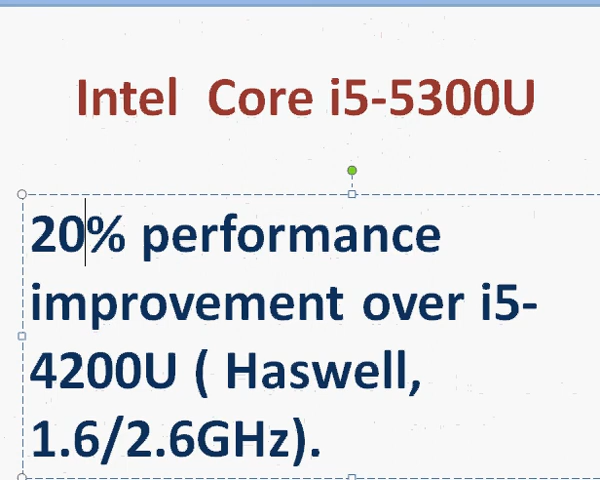 Intel  Core i5-5300U
20% performance
improvement over i5-
4200U ( Haswell,
1.6/2.6GHz).